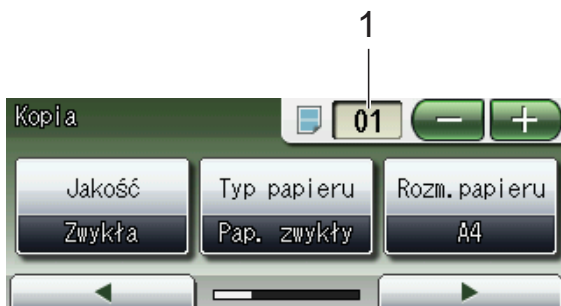 1
Kopia 01 − +
Jakość Typ papieru Rozm.papieru
Zwykła Pap. zwykły A4